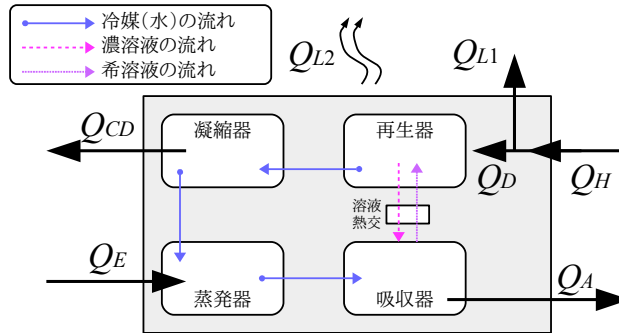 冷媒(水)の流れ
濃溶液の流れ
希溶液の流れ
QL2
QL1
QCD
凝縮器
再生器
QD
QH
溶液
熱交
QE
蒸発器
吸収器
QA